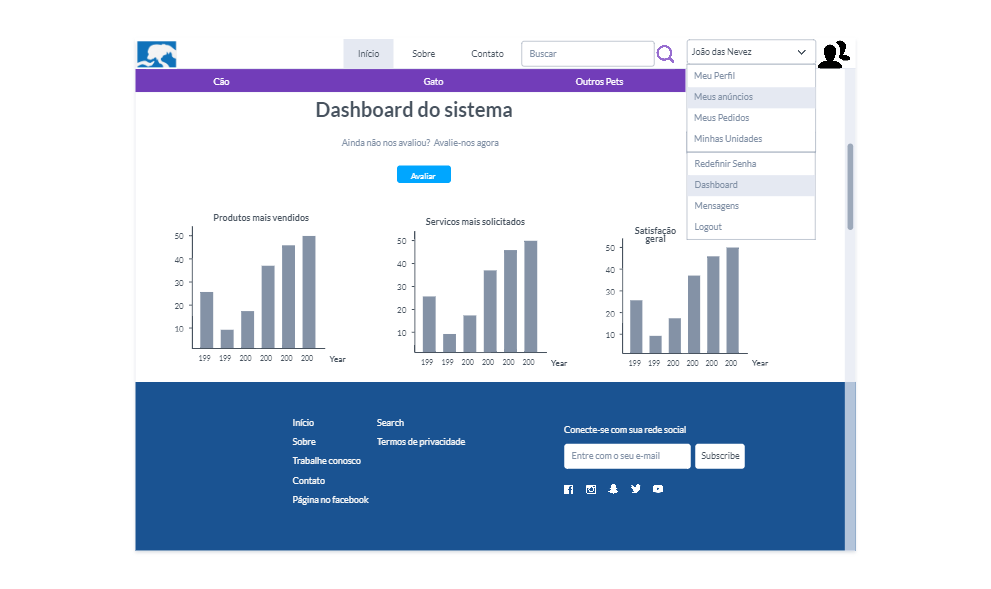 Início Sobre Contato Buscar João das Nevez
Meu Perfil
Meus anúncios
Meus Pedidos
Minhas Unidades
Redefinir Senha
Dashboard
Mensagens
Logout
Cão Gato Outros Pets
Dashboard do sistema
Ainda não nos avaliou? Avalie-nos agora
Avaliar
Produtos mais vendidos
50
40
30
20
10
199 199 200 200 200 200 Year
Servicos mais solicitados
50
40
30
20
10
199 199 200 200 200 200 Year
Satisfação
geral
50
40
30
20
10
199 199 200 200 200 200 Year
Início
Sobre
Trabalhe conosco
Contato
Página no facebook
Search
Termos de privacidade
Conecte-se com sua rede social
Entre com o seu e-mail Subscribe